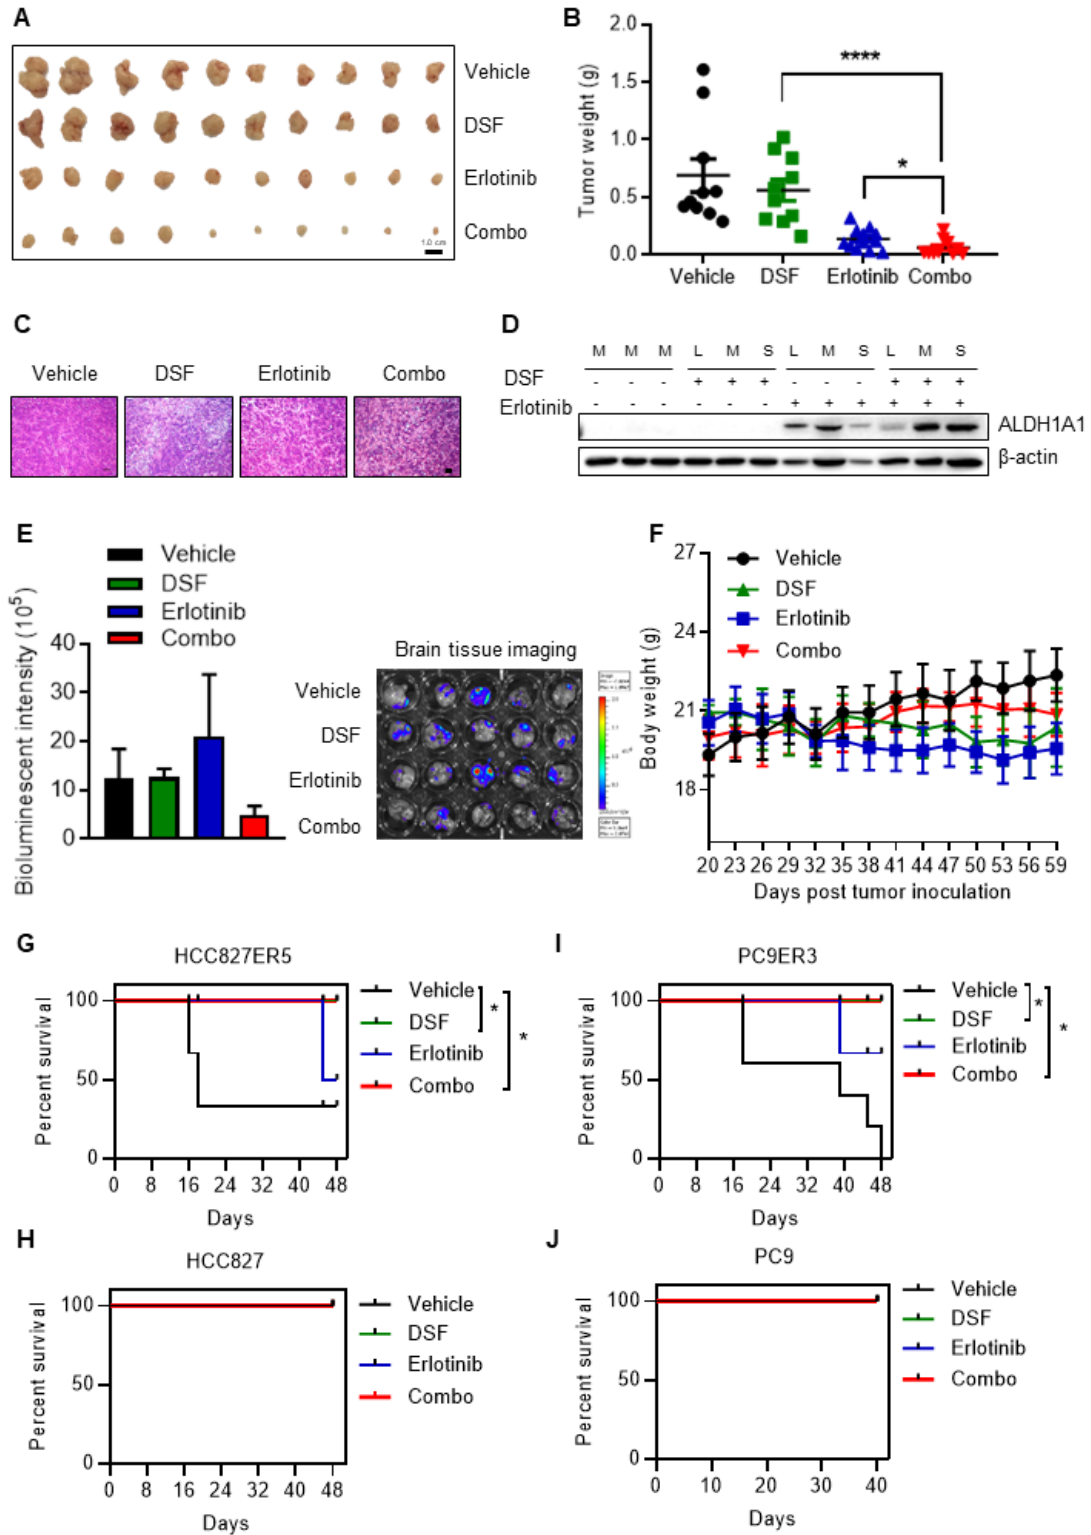 A
Vehicle
DSF
Erlotinib
Combo
1.0 cm
B
Tumor weight (g)
2.0
1.5
1.0
0.5
0.0
****
*
Vehicle DSF Erlotinib Combo
C
Vehicle DSF Erlotinib Combo
D
M M M L M S L M S L M S
DSF - - - + + + - - - + + +
Erlotinib - - - - - - + + + + + +
ALDH1A1
β-actin
E
Vehicle
DSF
Erlotinib
Combo
Bioluminescent intensity (10⁵)
40
30
20
10
0
Brain tissue imaging
Vehicle
DSF
Erlotinib
Combo
F
Vehicle
DSF
Erlotinib
Combo
Body weight (g)
27
24
21
18
20 23 26 29 32 35 38 41 44 47 50 53 56 59
Days post tumor inoculation
G
HCC827ER5
Percent survival
100
50
0
0 8 16 24 32 40 48
Days
Vehicle
DSF
Erlotinib
Combo
*
*
I
PC9ER3
Percent survival
100
50
0
0 8 16 24 32 40 48
Days
Vehicle
DSF
Erlotinib
Combo
*
*
H
HCC827
Percent survival
100
50
0
0 8 16 24 32 40 48
Days
Vehicle
DSF
Erlotinib
Combo
J
PC9
Percent survival
100
50
0
0 10 20 30 40
Days
Vehicle
DSF
Erlotinib
Combo